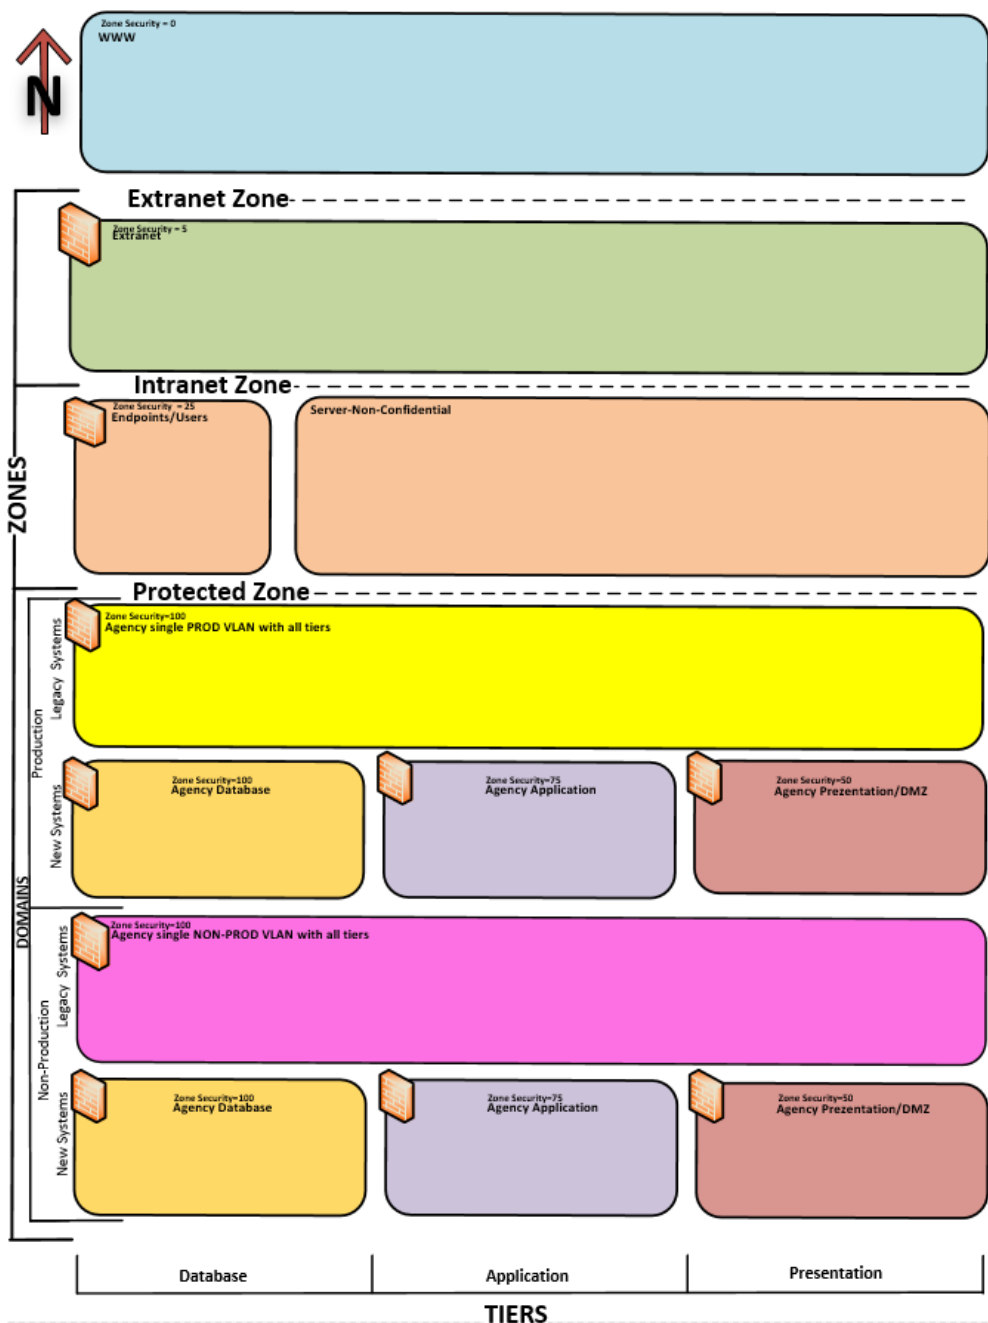 Zone Security = 0
WWW
N
Extranet Zone
Zone Security = 5
Extranet
Intranet Zone
Zone Security = 25
Endpoints/Users
Server-Non-Confidential
ZONES
Protected Zone
Zone Security=100
Agency single PROD VLAN with all tiers
Legacy Systems
Production
Zone Security=100
Agency Database
Zone Security=75
Agency Application
Zone Security=50
Agency Prezentation/DMZ
New Systems
DOMAINS
Zone Security=100
Agency single NON-PROD VLAN with all tiers
Legacy Systems
Non-Production
Zone Security=100
Agency Database
Zone Security=75
Agency Application
Zone Security=50
Agency Prezentation/DMZ
New Systems
Database
Application
Presentation
TIERS